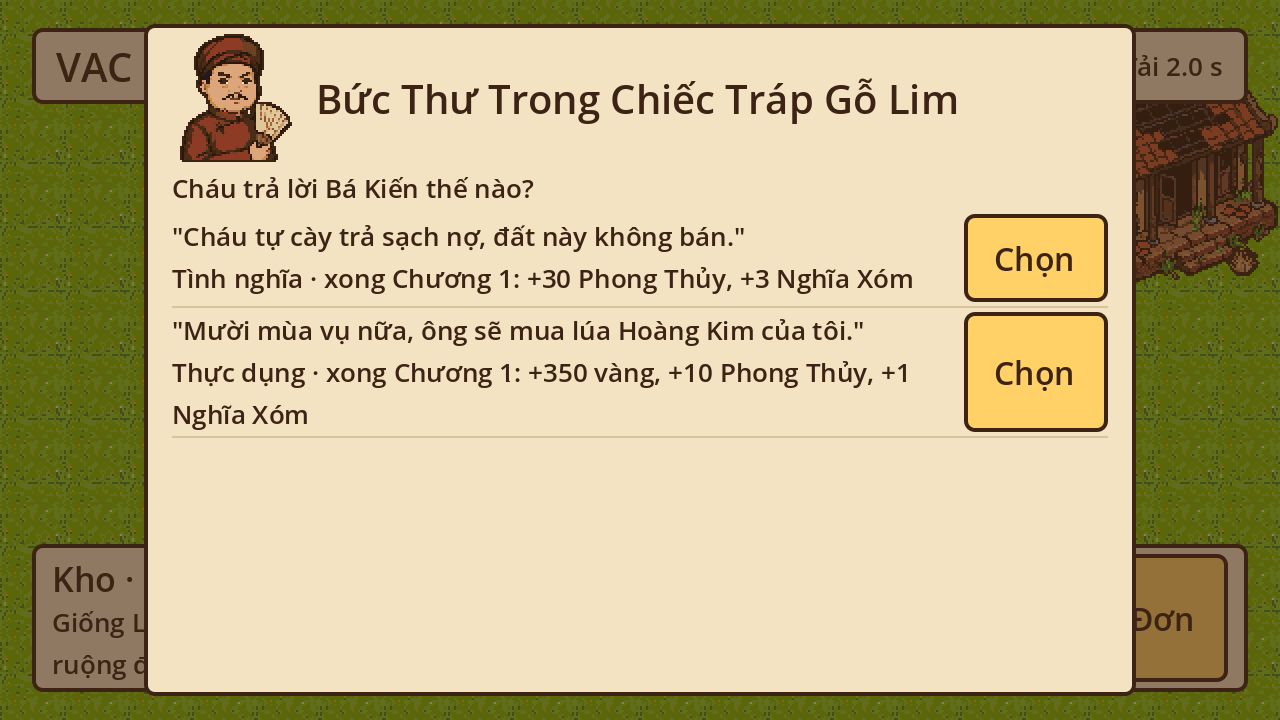 VAC
ải 2.0 s
Bức Thư Trong Chiếc Tráp Gỗ Lim
Cháu trả lời Bá Kiến thế nào?
"Cháu tự cày trả sạch nợ, đất này không bán."
Tình nghĩa · xong Chương 1: +30 Phong Thủy, +3 Nghĩa Xóm
Chọn
"Mười mùa vụ nữa, ông sẽ mua lúa Hoàng Kim của tôi."
Thực dụng · xong Chương 1: +350 vàng, +10 Phong Thủy, +1
Nghĩa Xóm
Chọn
Kho ·
Giống L
ruộng đ
Đơn